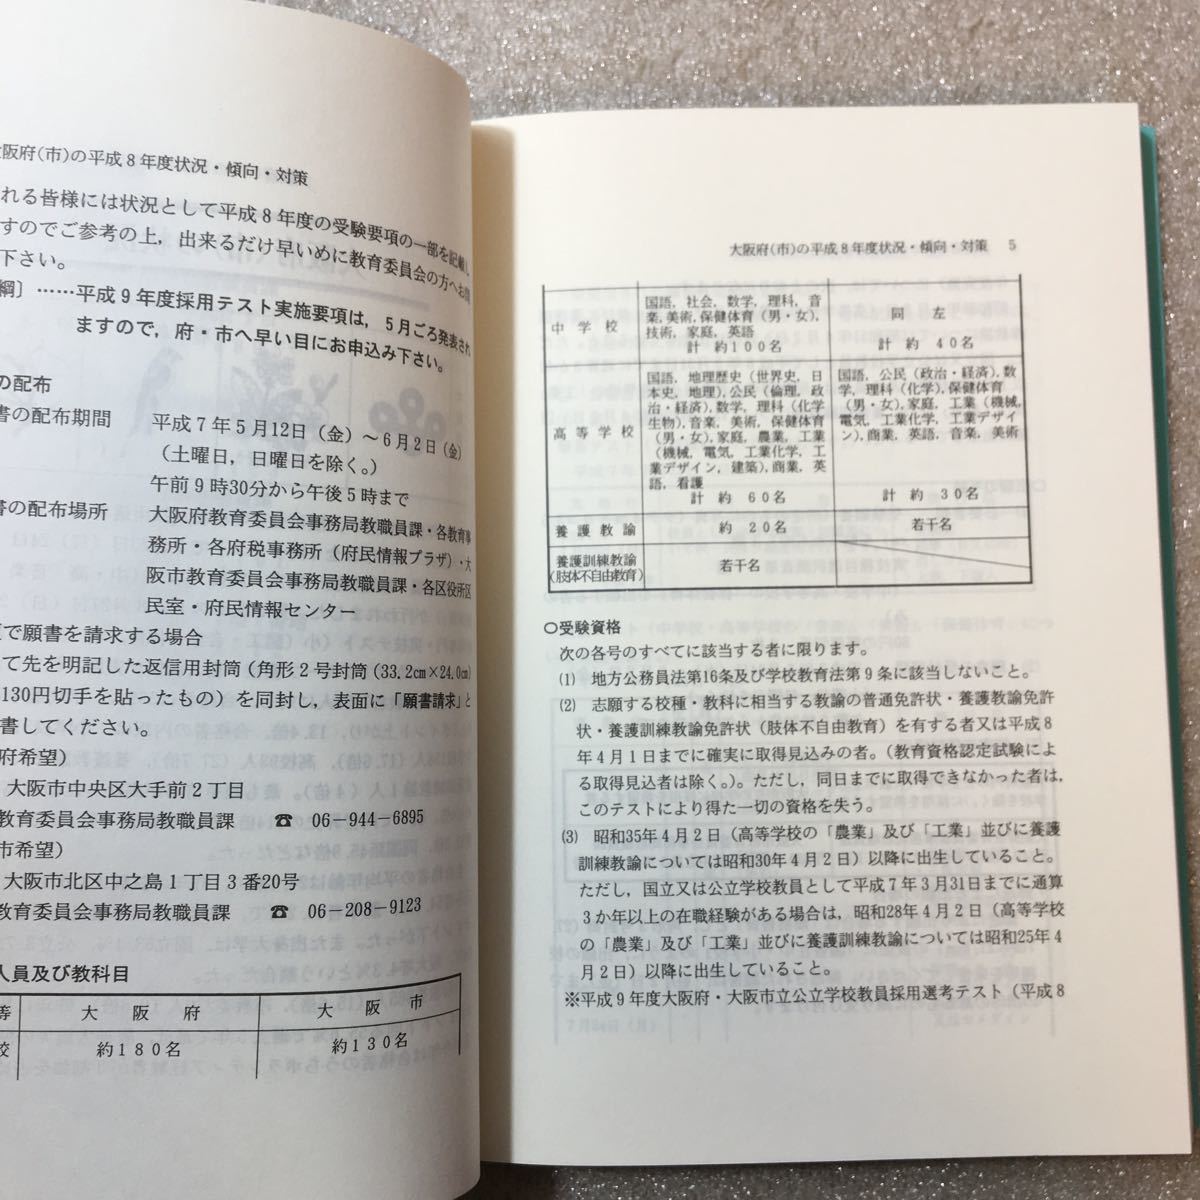 大阪府(市)の平成8年度状況・傾向・対策
れる皆様には状況として平成8年度の受験要項の一部を記載し
すのでご参考の上，出来るだけ早いめに教育委員会の方へお問
下さい。
綱〕……平成9年度採用テスト実施要項は，5月ごろ発表され
ますので，府・市へ早い目にお申込み下さい。
の配布
書の配布期間 平成7年5月12日（金）～6月2日（金）
（土曜日，日曜日を除く。）
午前9時30分から午後5時まで
書の配布場所 大阪府教育委員会事務局教職員課・各教育事
務所・各府税事務所（府民情報プラザ）・大
阪市教育委員会事務局教職員課・各区役所区
民室・府民情報センター
で願書を請求する場合
て先を明記した返信用封筒（角形2号封筒（33.2cm×24.0cm）
130円切手を貼ったもの）を同封し，表面に「願書請求」と
書してください。
府希望）
大阪市中央区大手前2丁目
教育委員会事務局教職員課 ☎ 06-944-6895
市希望）
大阪市北区中之島1丁目3番20号
教育委員会事務局教職員課 ☎ 06-208-9123
人員及び教科目
等 大阪府 大阪市
校 約180名 約130名
大阪府(市)の平成8年度状況・傾向・対策 5
中学校
国語，社会，数学，理科，音
楽，美術，保健体育（男・女），
技術，家庭，英語
計 約100名
同左
計 約 40名
高等学校
国語，地理歴史（世界史，日
本史，地理），公民（倫理，政
治・経済），数学，理科（化学
生物），音楽，美術，保健体育
（男・女），家庭，農業，工業
（機械，電気，工業化学，工
業デザイン，建築），商業，英
語，看護
計 約 60名
国語，公民（政治・経済），数
学，理科（化学），保健体育
（男・女），家庭，工業（機械，
電気，工業化学，工業デザイ
ン），商業，英語，音楽，美術
計 約 30名
養護教諭 約 20名 若干名
養護訓練教諭
（肢体不自由教育） 若干名
○受験資格
次の各号のすべてに該当する者に限ります。
(1) 地方公務員法第16条及び学校教育法第9条に該当しないこと。
(2) 志願する校種・教科に相当する教諭の普通免許状・養護教諭免許
状・養護訓練教諭免許状（肢体不自由教育）を有する者又は平成8
年4月1日までに確実に取得見込みの者。（教育資格認定試験によ
る取得見込者は除く。）。ただし，同日までに取得できなかった者は，
このテストにより得た一切の資格を失う。
(3) 昭和35年4月2日（高等学校の「農業」及び「工業」並びに養護
訓練教諭については昭和30年4月2日）以降に出生していること。
ただし，国立又は公立学校教員として平成7年3月31日までに通算
3か年以上の在職経験がある場合は，昭和28年4月2日（高等学校
の「農業」及び「工業」並びに養護訓練教諭については昭和25年4
月2日）以降に出生していること。
※平成9年度大阪府・大阪市立公立学校教員採用選考テスト（平成8